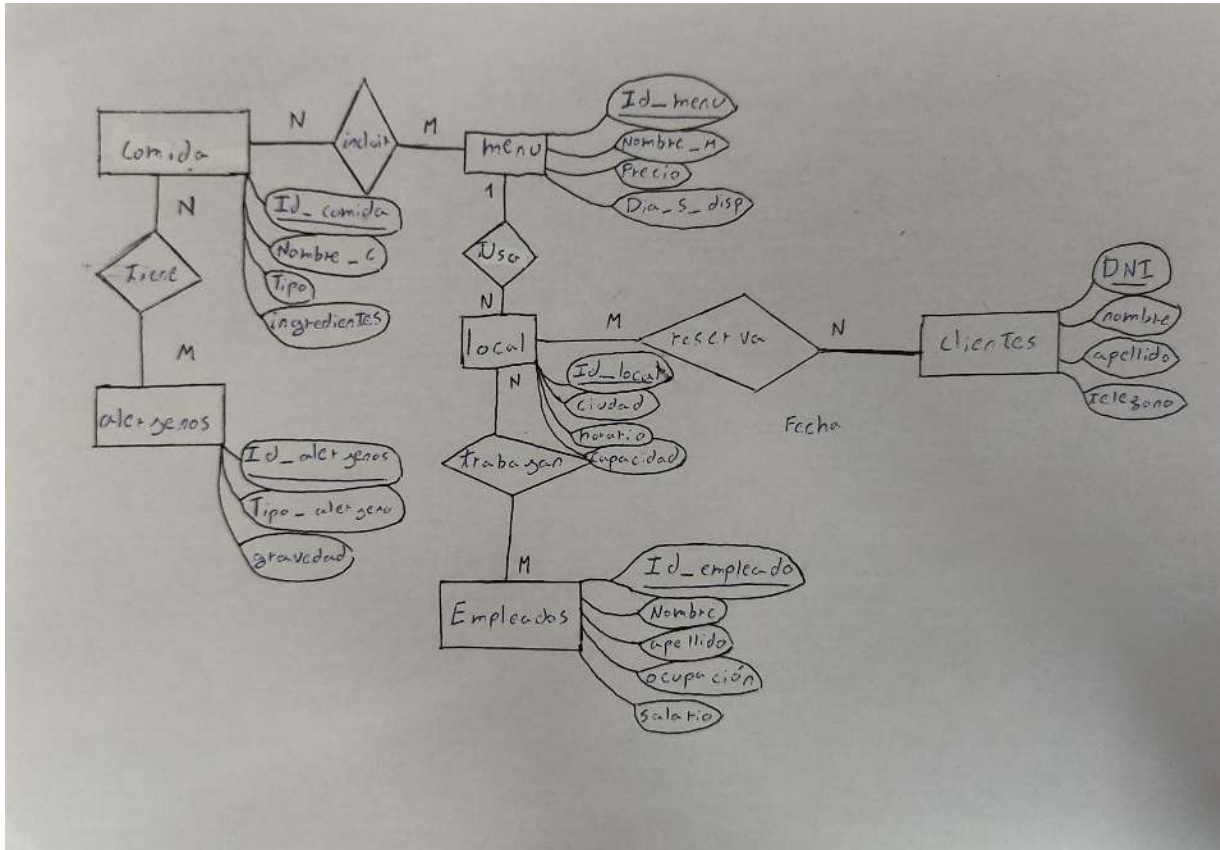 Comida
N
incluir
M
menu
Id_menu
Nombre_M
Precio
Dia_S_disp
N
Id_comida
Nombre_C
Tipo
ingredientes
Tiene
M
alergenos
Id_alergenos
Tipo_alergeno
gravedad
1
Usar
N
local
M
reserva
N
clientes
DNI
nombre
apellido
telefono
Fecha
Id_local
ciudad
horario
capacidad
N
trabajan
M
Empleados
Id_empleado
Nombre
apellido
ocupación
salario